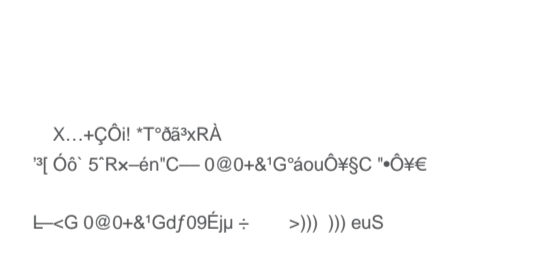 X…+ÇÔi! *T°ðã³xRÀ
'³[ Óô` 5ˆR×–én"C— 0@0+&¹G°áouÔ¥§C "•Ô¥€
Ł–<G 0@0+&¹Gdƒ09Éjµ ÷ >))) ))) euS